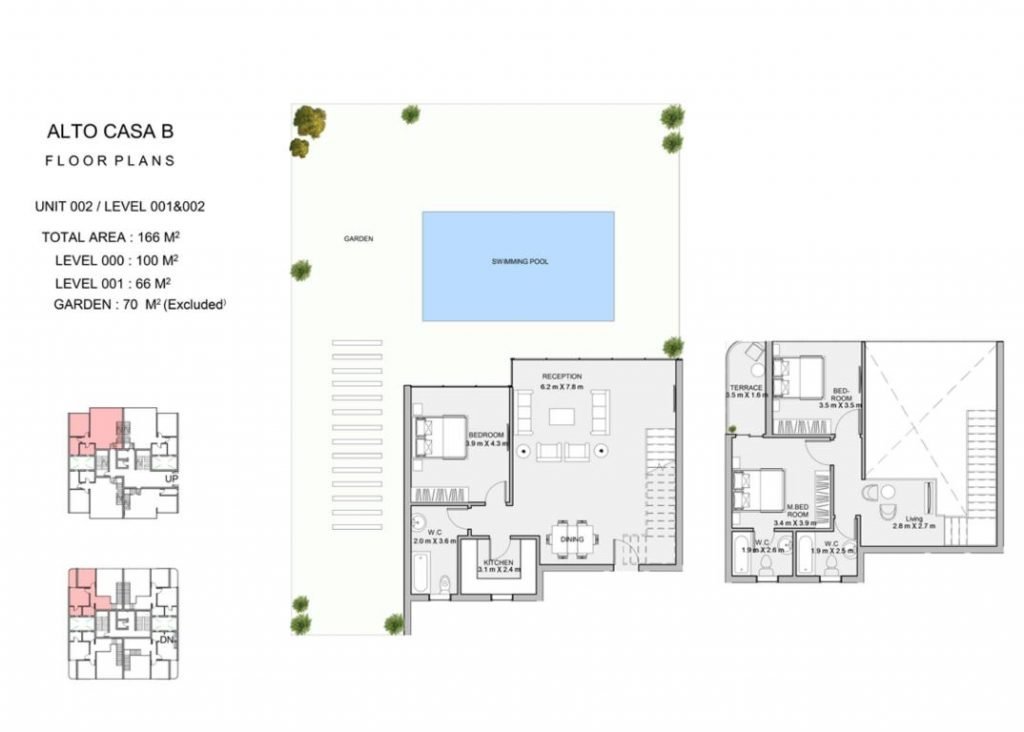 ALTO CASA B
FLOOR PLANS
UNIT 002 / LEVEL 001&002
TOTAL AREA : 166 M²
LEVEL 000 : 100 M²
LEVEL 001 : 66 M²
GARDEN : 70 M² (Excluded)
UP
DN
GARDEN
SWIMMING POOL
RECEPTION
6.2 m X 7.8 m
BEDROOM
3.9 m X 4.3 m
W.C
2.0 m X 3.6 m
KITCHEN
3.1 m X 2.4 m
DINING
TERRACE
3.5 m X 1.6 m
BED-
ROOM
3.5 m X 3.5 m
M.BED
ROOM
3.4 m X 3.9 m
Living
2.8 m X 2.7 m
W.C
1.9 m X 2.6 m
W.C
1.9 m X 2.5 m